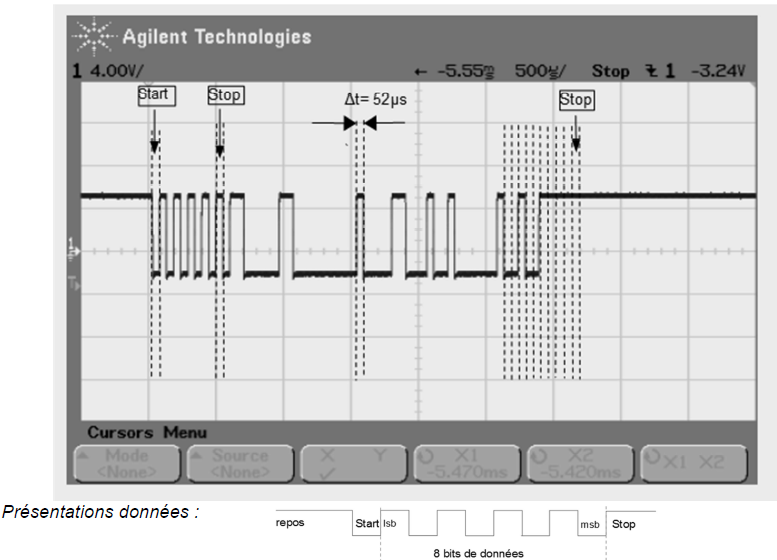 Agilent Technologies
1 4.00V/ ← -5.55ms 500us/ Stop 1 -3.24V
Start Stop Δt= 52µs Stop
1
T
Cursors Menu
Mode Source X Y X1 X2 X1 X2
<None> <None> ✓ -5.470ms -5.420ms
Présentations données :
repos Start lsb msb Stop
8 bits de données